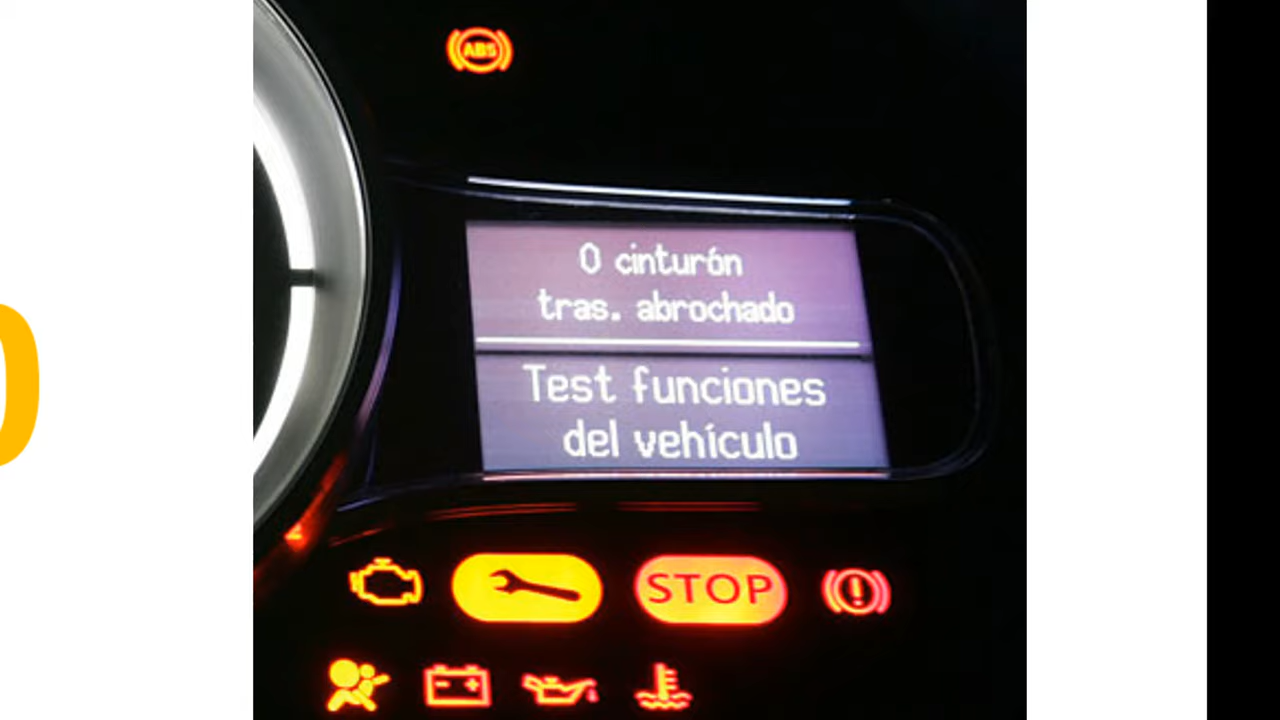 ABS
0 cinturón
tras. abrochado
Test funciones
del vehículo
STOP